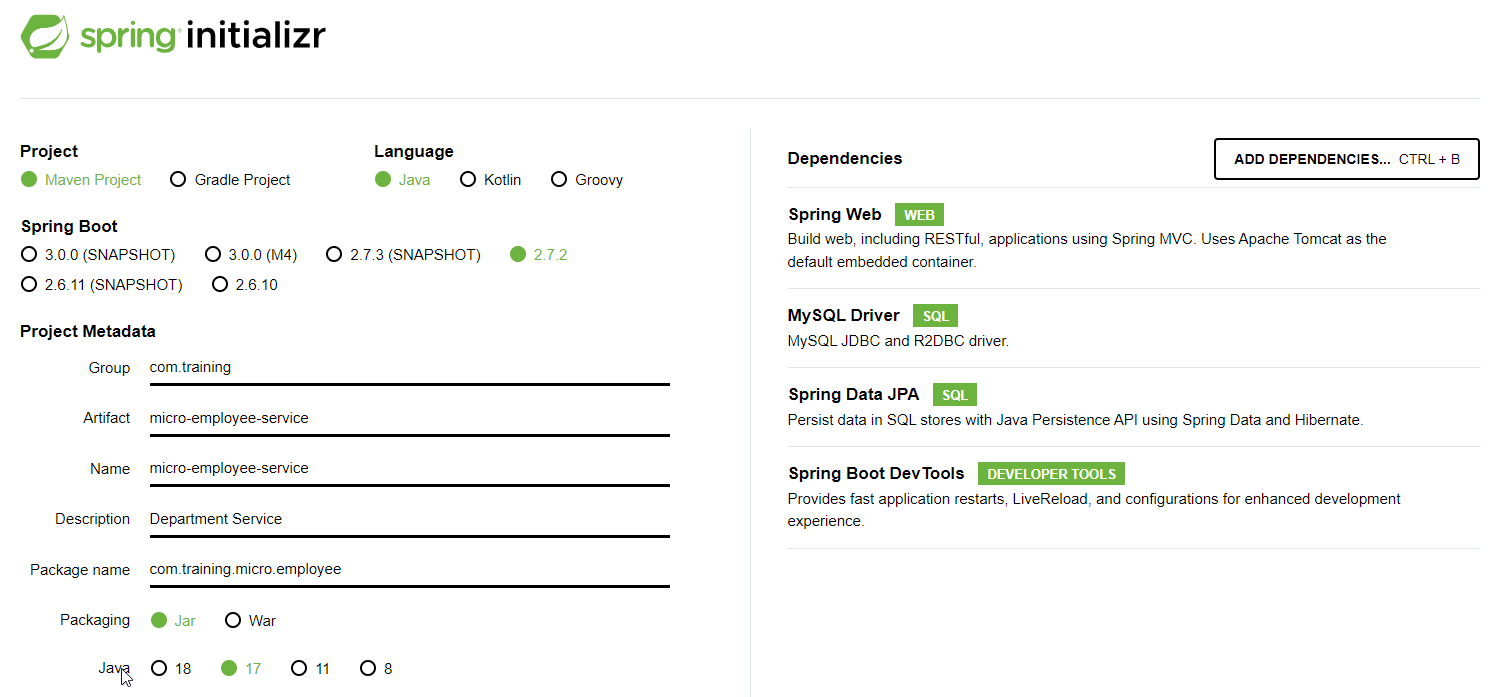 spring initializr
Project
Maven Project Gradle Project
Language
Java Kotlin Groovy
Spring Boot
3.0.0 (SNAPSHOT) 3.0.0 (M4) 2.7.3 (SNAPSHOT) 2.7.2
2.6.11 (SNAPSHOT) 2.6.10
Project Metadata
Group com.training
Artifact micro-employee-service
Name micro-employee-service
Description Department Service
Package name com.training.micro.employee
Packaging Jar War
Java 18 17 11 8
Dependencies ADD DEPENDENCIES... CTRL + B
Spring Web WEB
Build web, including RESTful, applications using Spring MVC. Uses Apache Tomcat as the
default embedded container.
MySQL Driver SQL
MySQL JDBC and R2DBC driver.
Spring Data JPA SQL
Persist data in SQL stores with Java Persistence API using Spring Data and Hibernate.
Spring Boot DevTools DEVELOPER TOOLS
Provides fast application restarts, LiveReload, and configurations for enhanced development
experience.